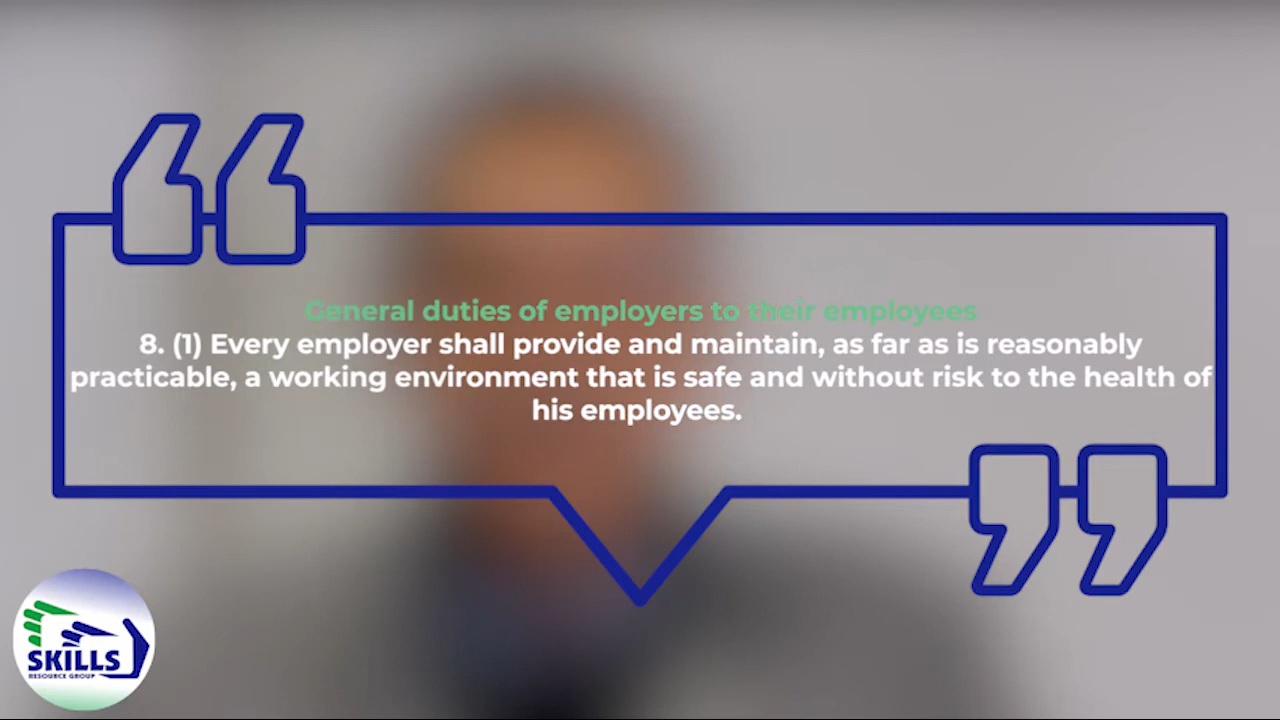 General duties of employers to their employees
8. (1) Every employer shall provide and maintain, as far as is reasonably
practicable, a working environment that is safe and without risk to the health of
his employees.
SKILLS
RESOURCE GROUP